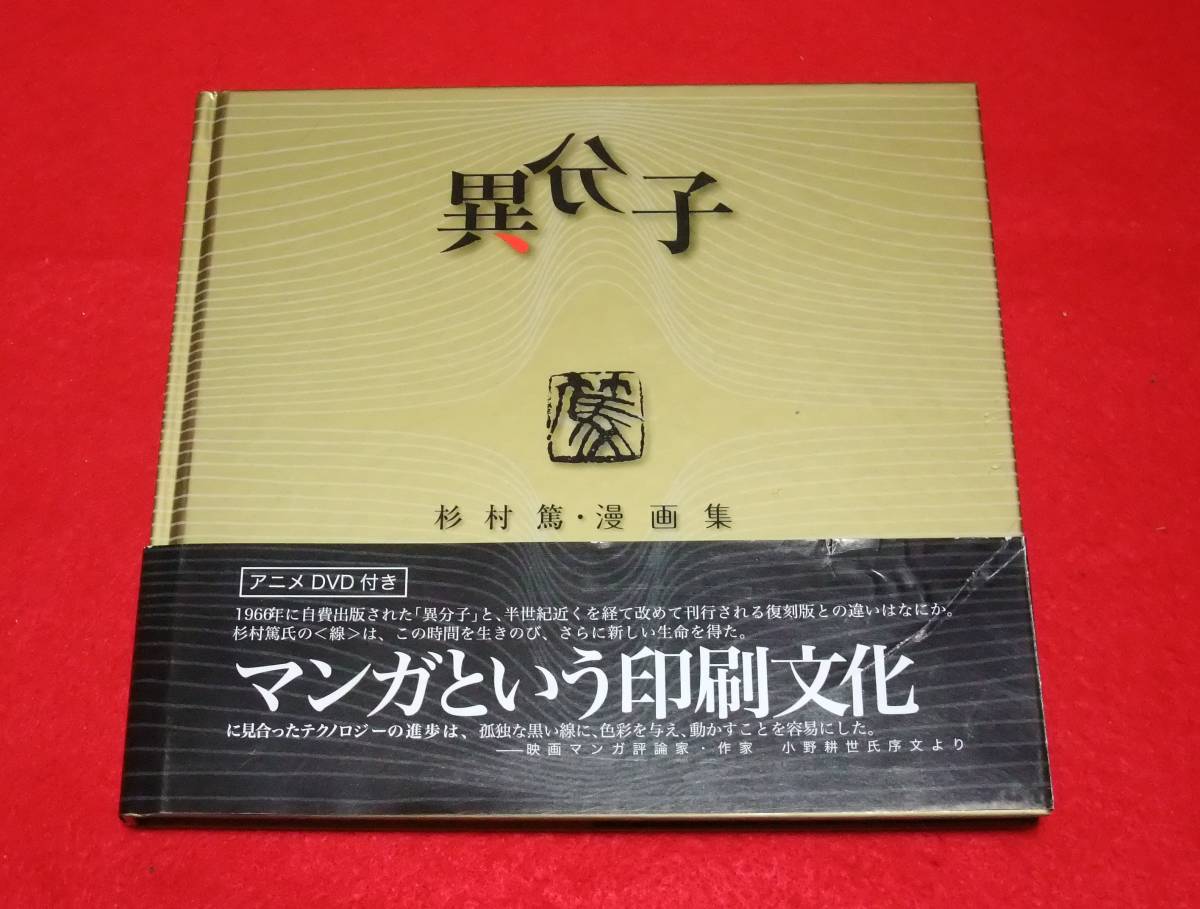 異分子
篤
杉村篤・漫画集
アニメDVD付き
1966年に自費出版された「異分子」と、半世紀近くを経て改めて刊行される復刻版との違いはなにか。
杉村篤氏の<線>は、この時間を生きのび、さらに新しい生命を得た。
マンガという印刷文化
に見合ったテクノロジーの進歩は、孤独な黒い線に、色彩を与え、動かすことを容易にした。
――映画マンガ評論家・作家　小野耕世氏序文より